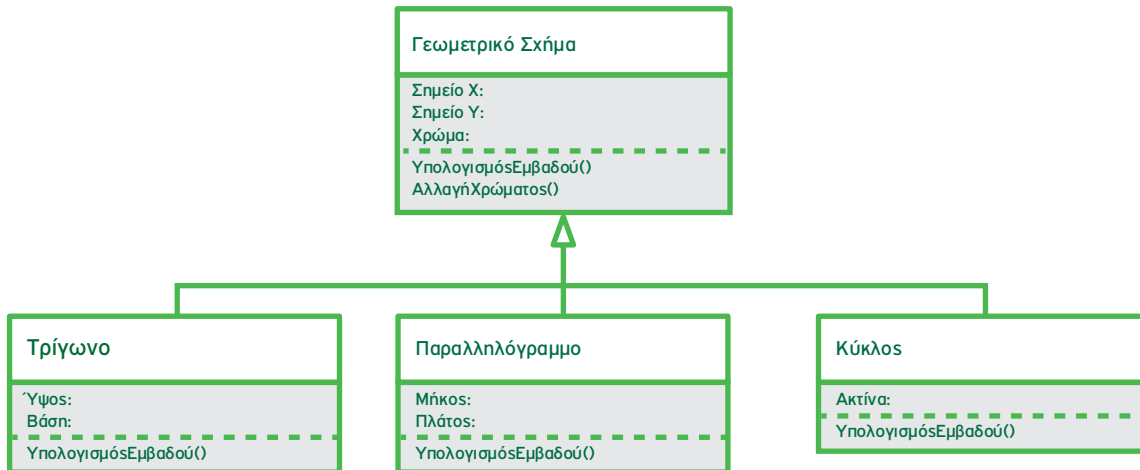 Γεωμετρικό Σχήμα
Σημείο Χ:
Σημείο Υ:
Χρώμα:
ΥπολογισμόςΕμβαδού()
ΑλλαγήΧρώματος()
Τρίγωνο
Ύψος:
Βάση:
ΥπολογισμόςΕμβαδού()
Παραλληλόγραμμο
Μήκος:
Πλάτος:
ΥπολογισμόςΕμβαδού()
Κύκλος
Ακτίνα:
ΥπολογισμόςΕμβαδού()